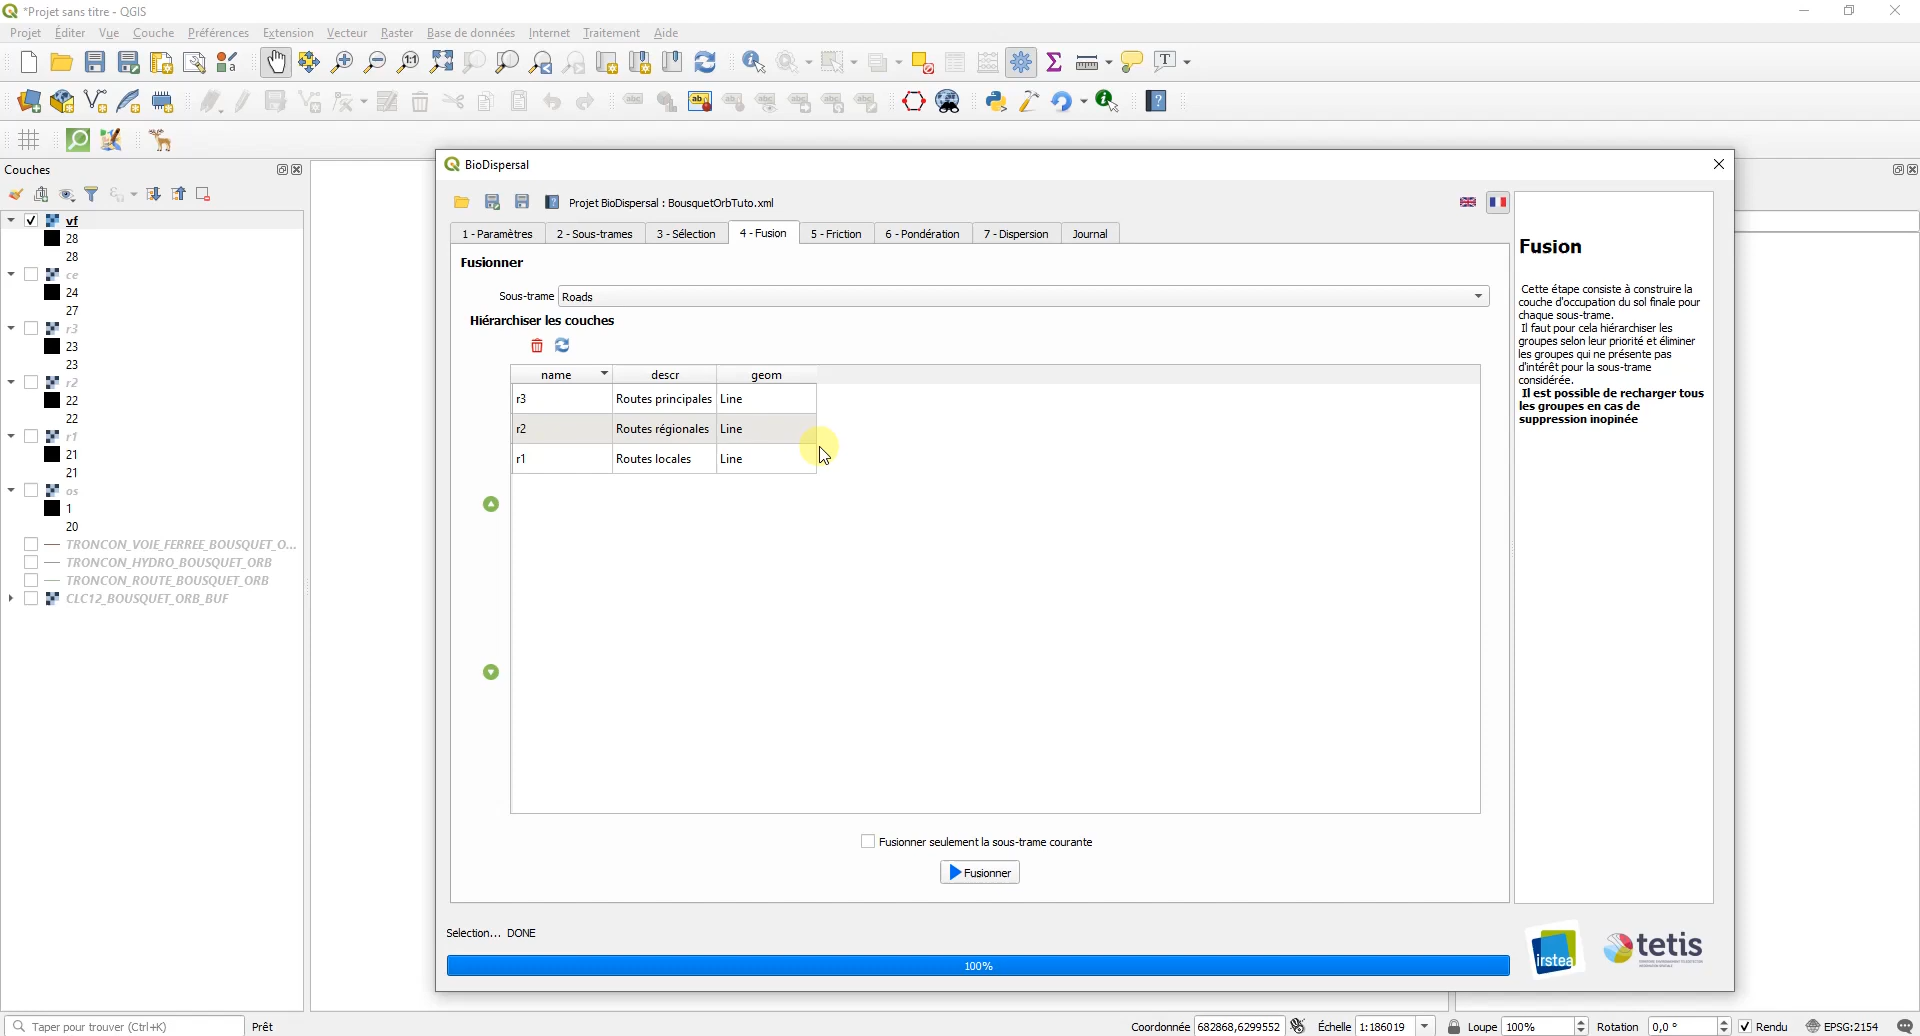 *Projet sans titre - QGIS
Projet Éditer Vue Couche Préférences Extension Vecteur Raster Base de données Internet Traitement Aide
Couches
vf
28
28
ce
24
27
r3
23
23
r2
22
22
r1
21
21
os
1
20
TRONCON_VOIE_FERREE_BOUSQUET_O...
TRONCON_HYDRO_BOUSQUET_ORB
TRONCON_ROUTE_BOUSQUET_ORB
CLC12_BOUSQUET_ORB_BUF
BioDispersal
Projet BioDispersal : BousquetOrbTuto.xml
1 - Paramètres 2 - Sous-trames 3 - Sélection 4 - Fusion 5 - Friction 6 - Pondération 7 - Dispersion Journal
Fusionner
Sous-trame Roads
Hiérarchiser les couches
name descr geom
r3 Routes principales Line
r2 Routes régionales Line
r1 Routes locales Line
Fusionner seulement la sous-trame courante
Fusionner
Selection... DONE
100%
Fusion
Cette étape consiste à construire la
couche d'occupation du sol finale pour
chaque sous-trame.
Il faut pour cela hiérarchiser les
groupes selon leur priorité et éliminer
les groupes qui ne présente pas
d'intérêt pour la sous-trame
considérée.
Il est possible de recharger tous
les groupes en cas de
suppression inopinée
irstea
tetis
Taper pour trouver (Ctrl+K) Prêt Coordonnée 682868,6299552 Échelle 1:186019 Loupe 100% Rotation 0,0 ° Rendu EPSG:2154